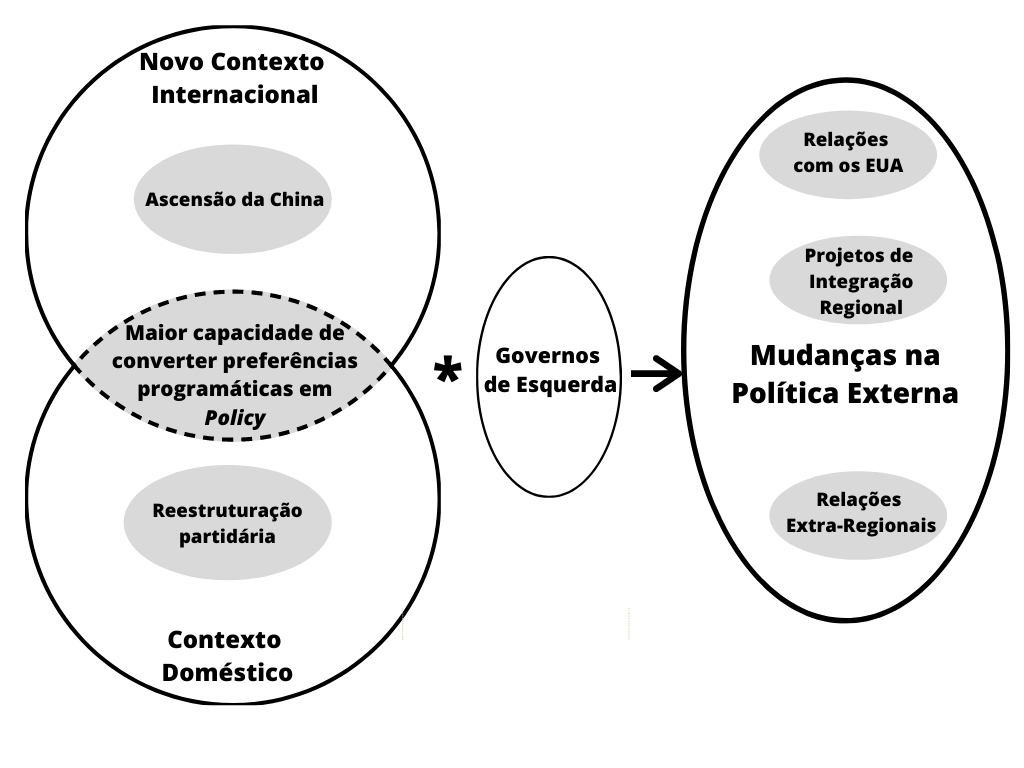 Novo Contexto
Internacional
Ascensão da China
Maior capacidade de
converter preferências
programáticas em
Policy
Reestruturação
partidária
Contexto
Doméstico
*
Governos
de Esquerda
Relações
com os EUA
Projetos de
Integração
Regional
Mudanças na
Política Externa
Relações
Extra-Regionais